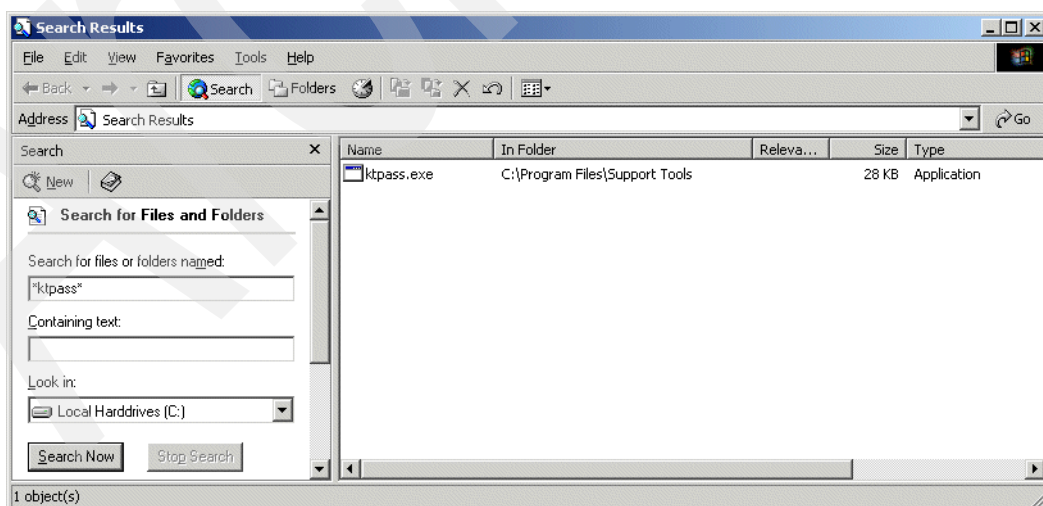 Search Results
File Edit View Favorites Tools Help
Back Search Folders
Address Search Results Go
Search
New
Search for Files and Folders
Search for files or folders named:
*ktpass*
Containing text:
Look in:
Local Harddrives (C:)
Search Now Stop Search
Name In Folder Releva... Size Type
ktpass.exe C:\Program Files\Support Tools 28 KB Application
1 object(s)